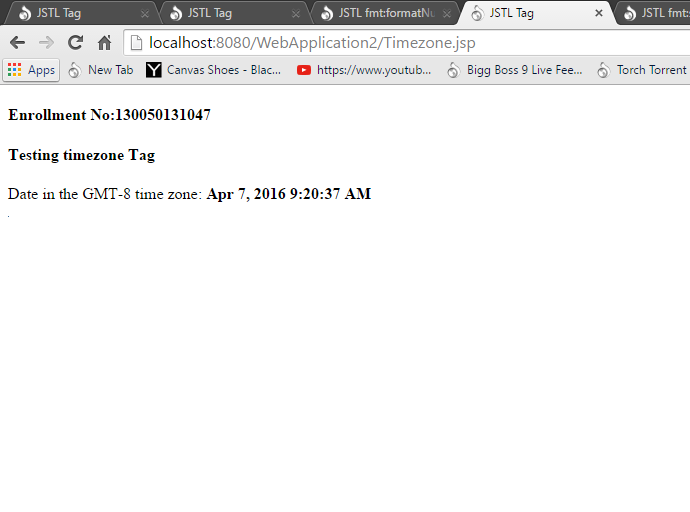 JSTL Tag
JSTL Tag
JSTL fmt:formatNu
JSTL Tag
JSTL fmt:
localhost:8080/WebApplication2/Timezone.jsp
Apps
New Tab
Canvas Shoes - Blac...
https://www.youtub...
Bigg Boss 9 Live Fee...
Torch Torrent
Enrollment No:130050131047
Testing timezone Tag
Date in the GMT-8 time zone: Apr 7, 2016 9:20:37 AM
.